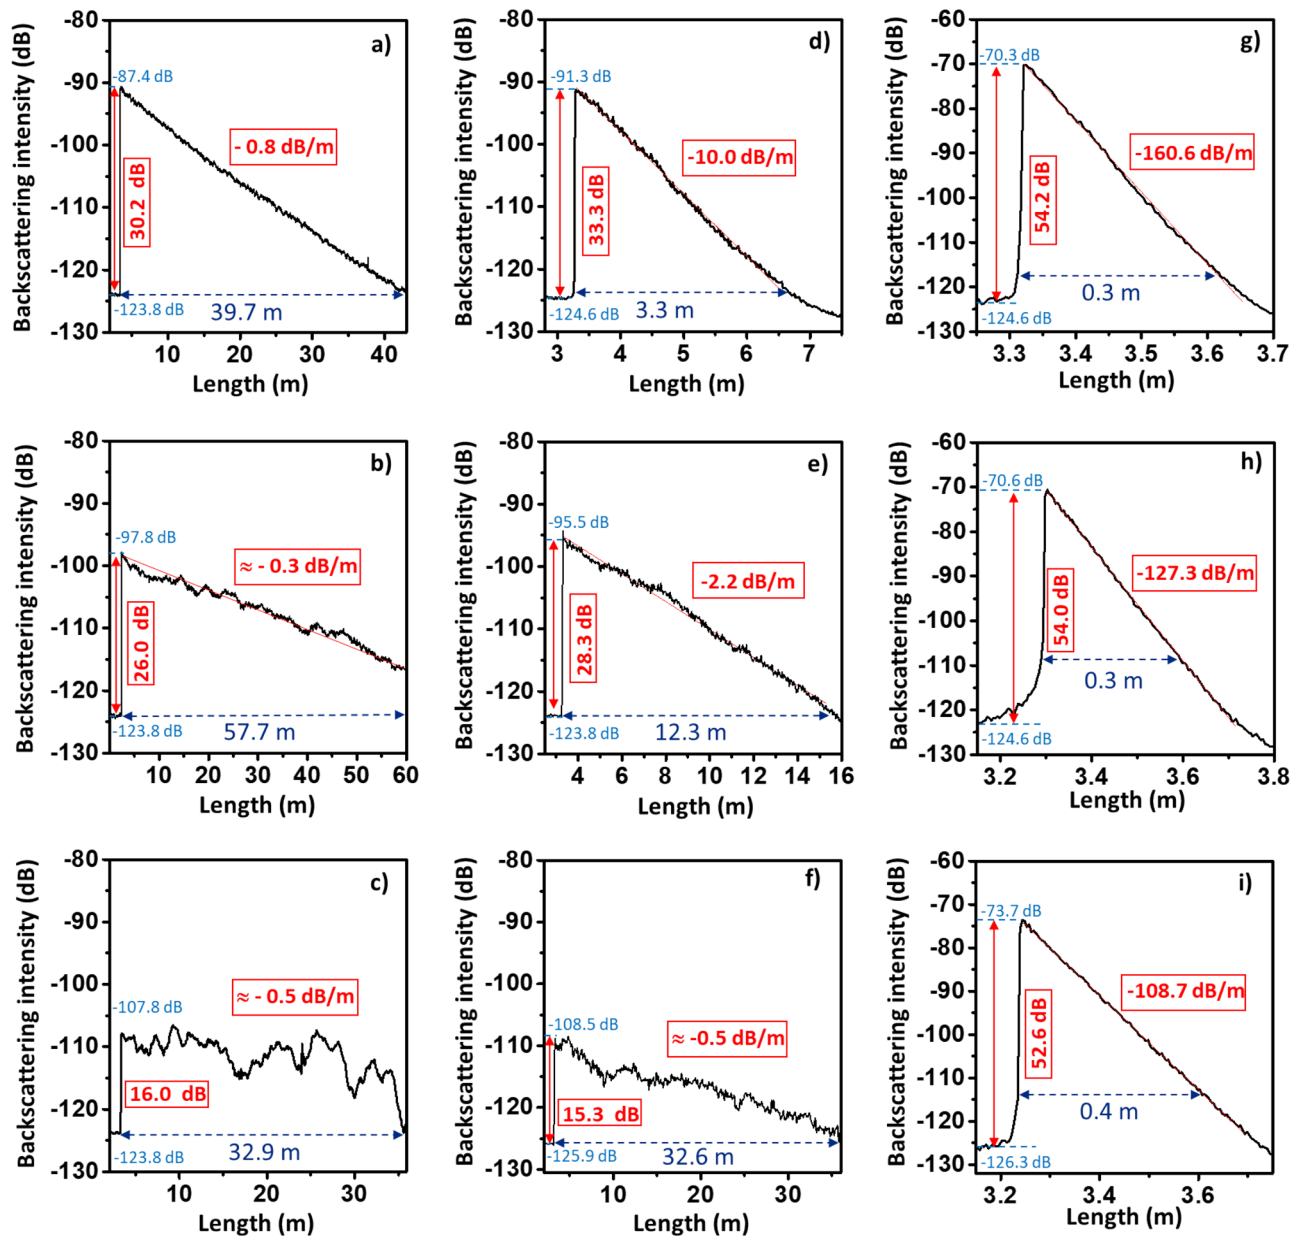 a)
Backscattering intensity (dB)
-80
-90
-100
-110
-120
-130
-87.4 dB
- 0.8 dB/m
30.2 dB
39.7 m
-123.8 dB
10 20 30 40
Length (m)
d)
Backscattering intensity (dB)
-80
-90
-100
-110
-120
-130
-91.3 dB
-10.0 dB/m
33.3 dB
3.3 m
-124.6 dB
3 4 5 6 7
Length (m)
g)
Backscattering intensity (dB)
-60
-70
-80
-90
-100
-110
-120
-130
-70.3 dB
-160.6 dB/m
54.2 dB
0.3 m
-124.6 dB
3.3 3.4 3.5 3.6 3.7
Length (m)
b)
Backscattering intensity (dB)
-80
-90
-100
-110
-120
-130
-97.8 dB
≈ - 0.3 dB/m
26.0 dB
57.7 m
-123.8 dB
10 20 30 40 50 60
Length (m)
e)
Backscattering intensity (dB)
-80
-90
-100
-110
-120
-130
-95.5 dB
-2.2 dB/m
28.3 dB
12.3 m
-123.8 dB
4 6 8 10 12 14 16
Length (m)
h)
Backscattering intensity (dB)
-60
-70
-80
-90
-100
-110
-120
-130
-70.6 dB
-127.3 dB/m
54.0 dB
0.3 m
-124.6 dB
3.2 3.4 3.6 3.8
Length (m)
c)
Backscattering intensity (dB)
-80
-90
-100
-110
-120
-130
-107.8 dB
≈ - 0.5 dB/m
16.0 dB
32.9 m
-123.8 dB
10 20 30
Length (m)
f)
Backscattering intensity (dB)
-80
-90
-100
-110
-120
-130
-108.5 dB
≈ -0.5 dB/m
15.3 dB
32.6 m
-125.9 dB
10 20 30
Length (m)
i)
Backscattering intensity (dB)
-60
-70
-80
-90
-100
-110
-120
-130
-73.7 dB
-108.7 dB/m
52.6 dB
0.4 m
-126.3 dB
3.2 3.4 3.6
Length (m)